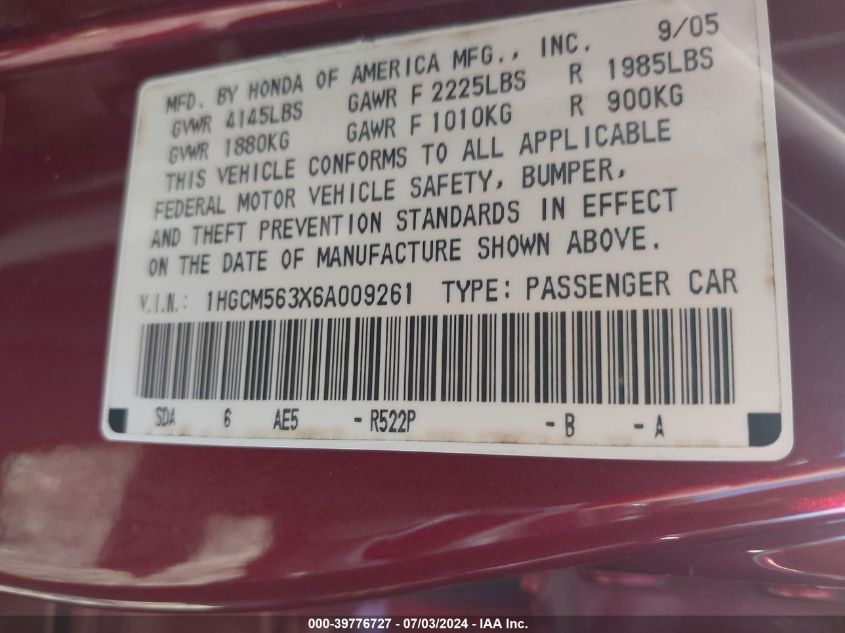 9/05
MFD. BY HONDA OF AMERICA MFG., INC.
GVWR 4145LBS GAWR F 2225LBS R 1985LBS
GVWR 1880KG GAWR F 1010KG R 900KG
THIS VEHICLE CONFORMS TO ALL APPLICABLE
FEDERAL MOTOR VEHICLE SAFETY, BUMPER,
AND THEFT PREVENTION STANDARDS IN EFFECT
ON THE DATE OF MANUFACTURE SHOWN ABOVE.
V.I.N.: 1HGCM563X6A009261 TYPE: PASSENGER CAR
SDA 6 AE5 - R522P - B - A
000-39776727 - 07/03/2024 - IAA Inc.